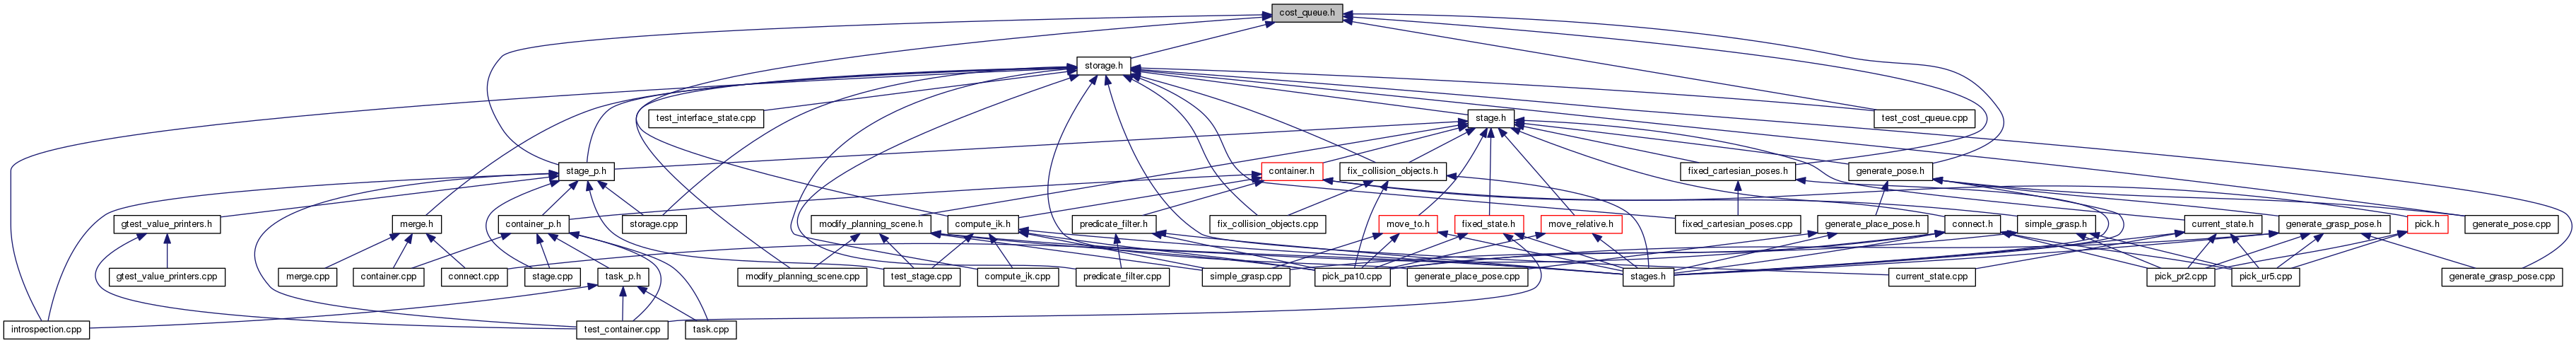 cost_queue.h
storage.h
test_interface_state.cpp
stage.h
test_cost_queue.cpp
stage_p.h
container.h
fix_collision_objects.h
fixed_cartesian_poses.h
generate_pose.h
gtest_value_printers.h
merge.h
container_p.h
storage.cpp
modify_planning_scene.h
compute_ik.h
predicate_filter.h
fix_collision_objects.cpp
move_to.h
fixed_state.h
move_relative.h
fixed_cartesian_poses.cpp
generate_place_pose.h
connect.h
simple_grasp.h
current_state.h
generate_grasp_pose.h
pick.h
generate_pose.cpp
gtest_value_printers.cpp
merge.cpp
container.cpp
connect.cpp
stage.cpp
task_p.h
modify_planning_scene.cpp
test_stage.cpp
compute_ik.cpp
predicate_filter.cpp
simple_grasp.cpp
pick_pa10.cpp
generate_place_pose.cpp
stages.h
current_state.cpp
pick_pr2.cpp
pick_ur5.cpp
generate_grasp_pose.cpp
introspection.cpp
test_container.cpp
task.cpp